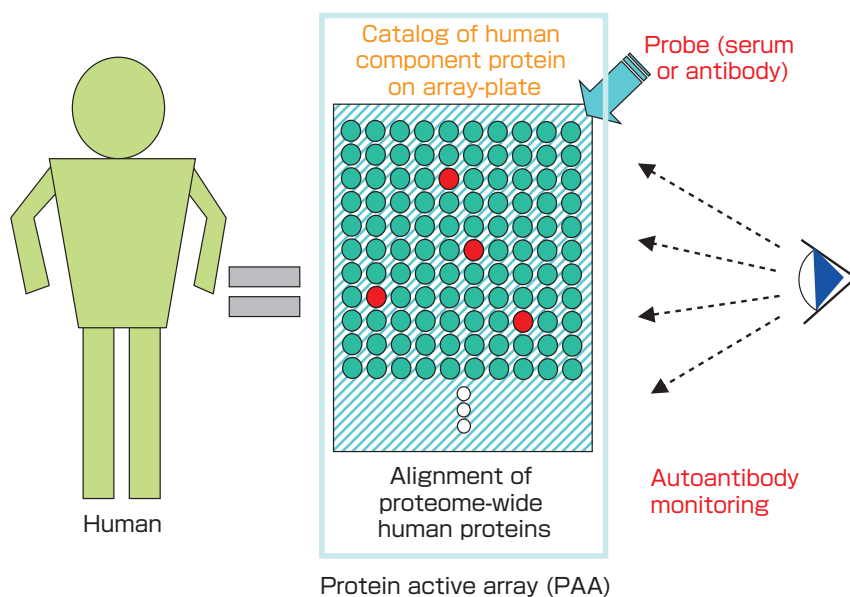 Catalog of human
component protein
on array-plate
Probe (serum
or antibody)
Human
Alignment of
proteome-wide
human proteins
Autoantibody
monitoring
Protein active array (PAA)